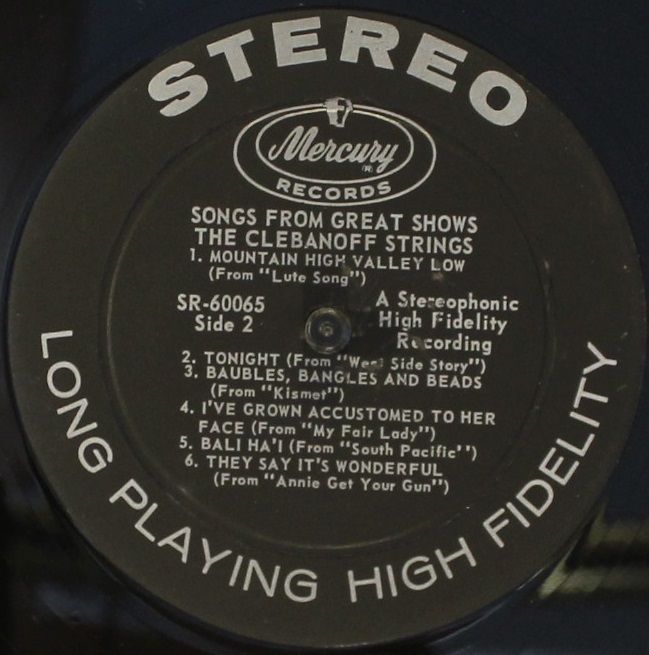 STEREO
Mercury
(R)
RECORDS
SONGS FROM GREAT SHOWS
THE CLEBANOFF STRINGS
1. MOUNTAIN HIGH VALLEY LOW
(From "Lute Song")
SR-60065
Side 2
A Stereophonic
High Fidelity
Recording
2. TONIGHT (From "West Side Story")
3. BAUBLES, BANGLES AND BEADS
(From "Kismet")
4. I'VE GROWN ACCUSTOMED TO HER
FACE (From "My Fair Lady")
5. BALI HA'I (From "South Pacific")
6. THEY SAY IT'S WONDERFUL
(From "Annie Get Your Gun")
LONG PLAYING HIGH FIDELITY